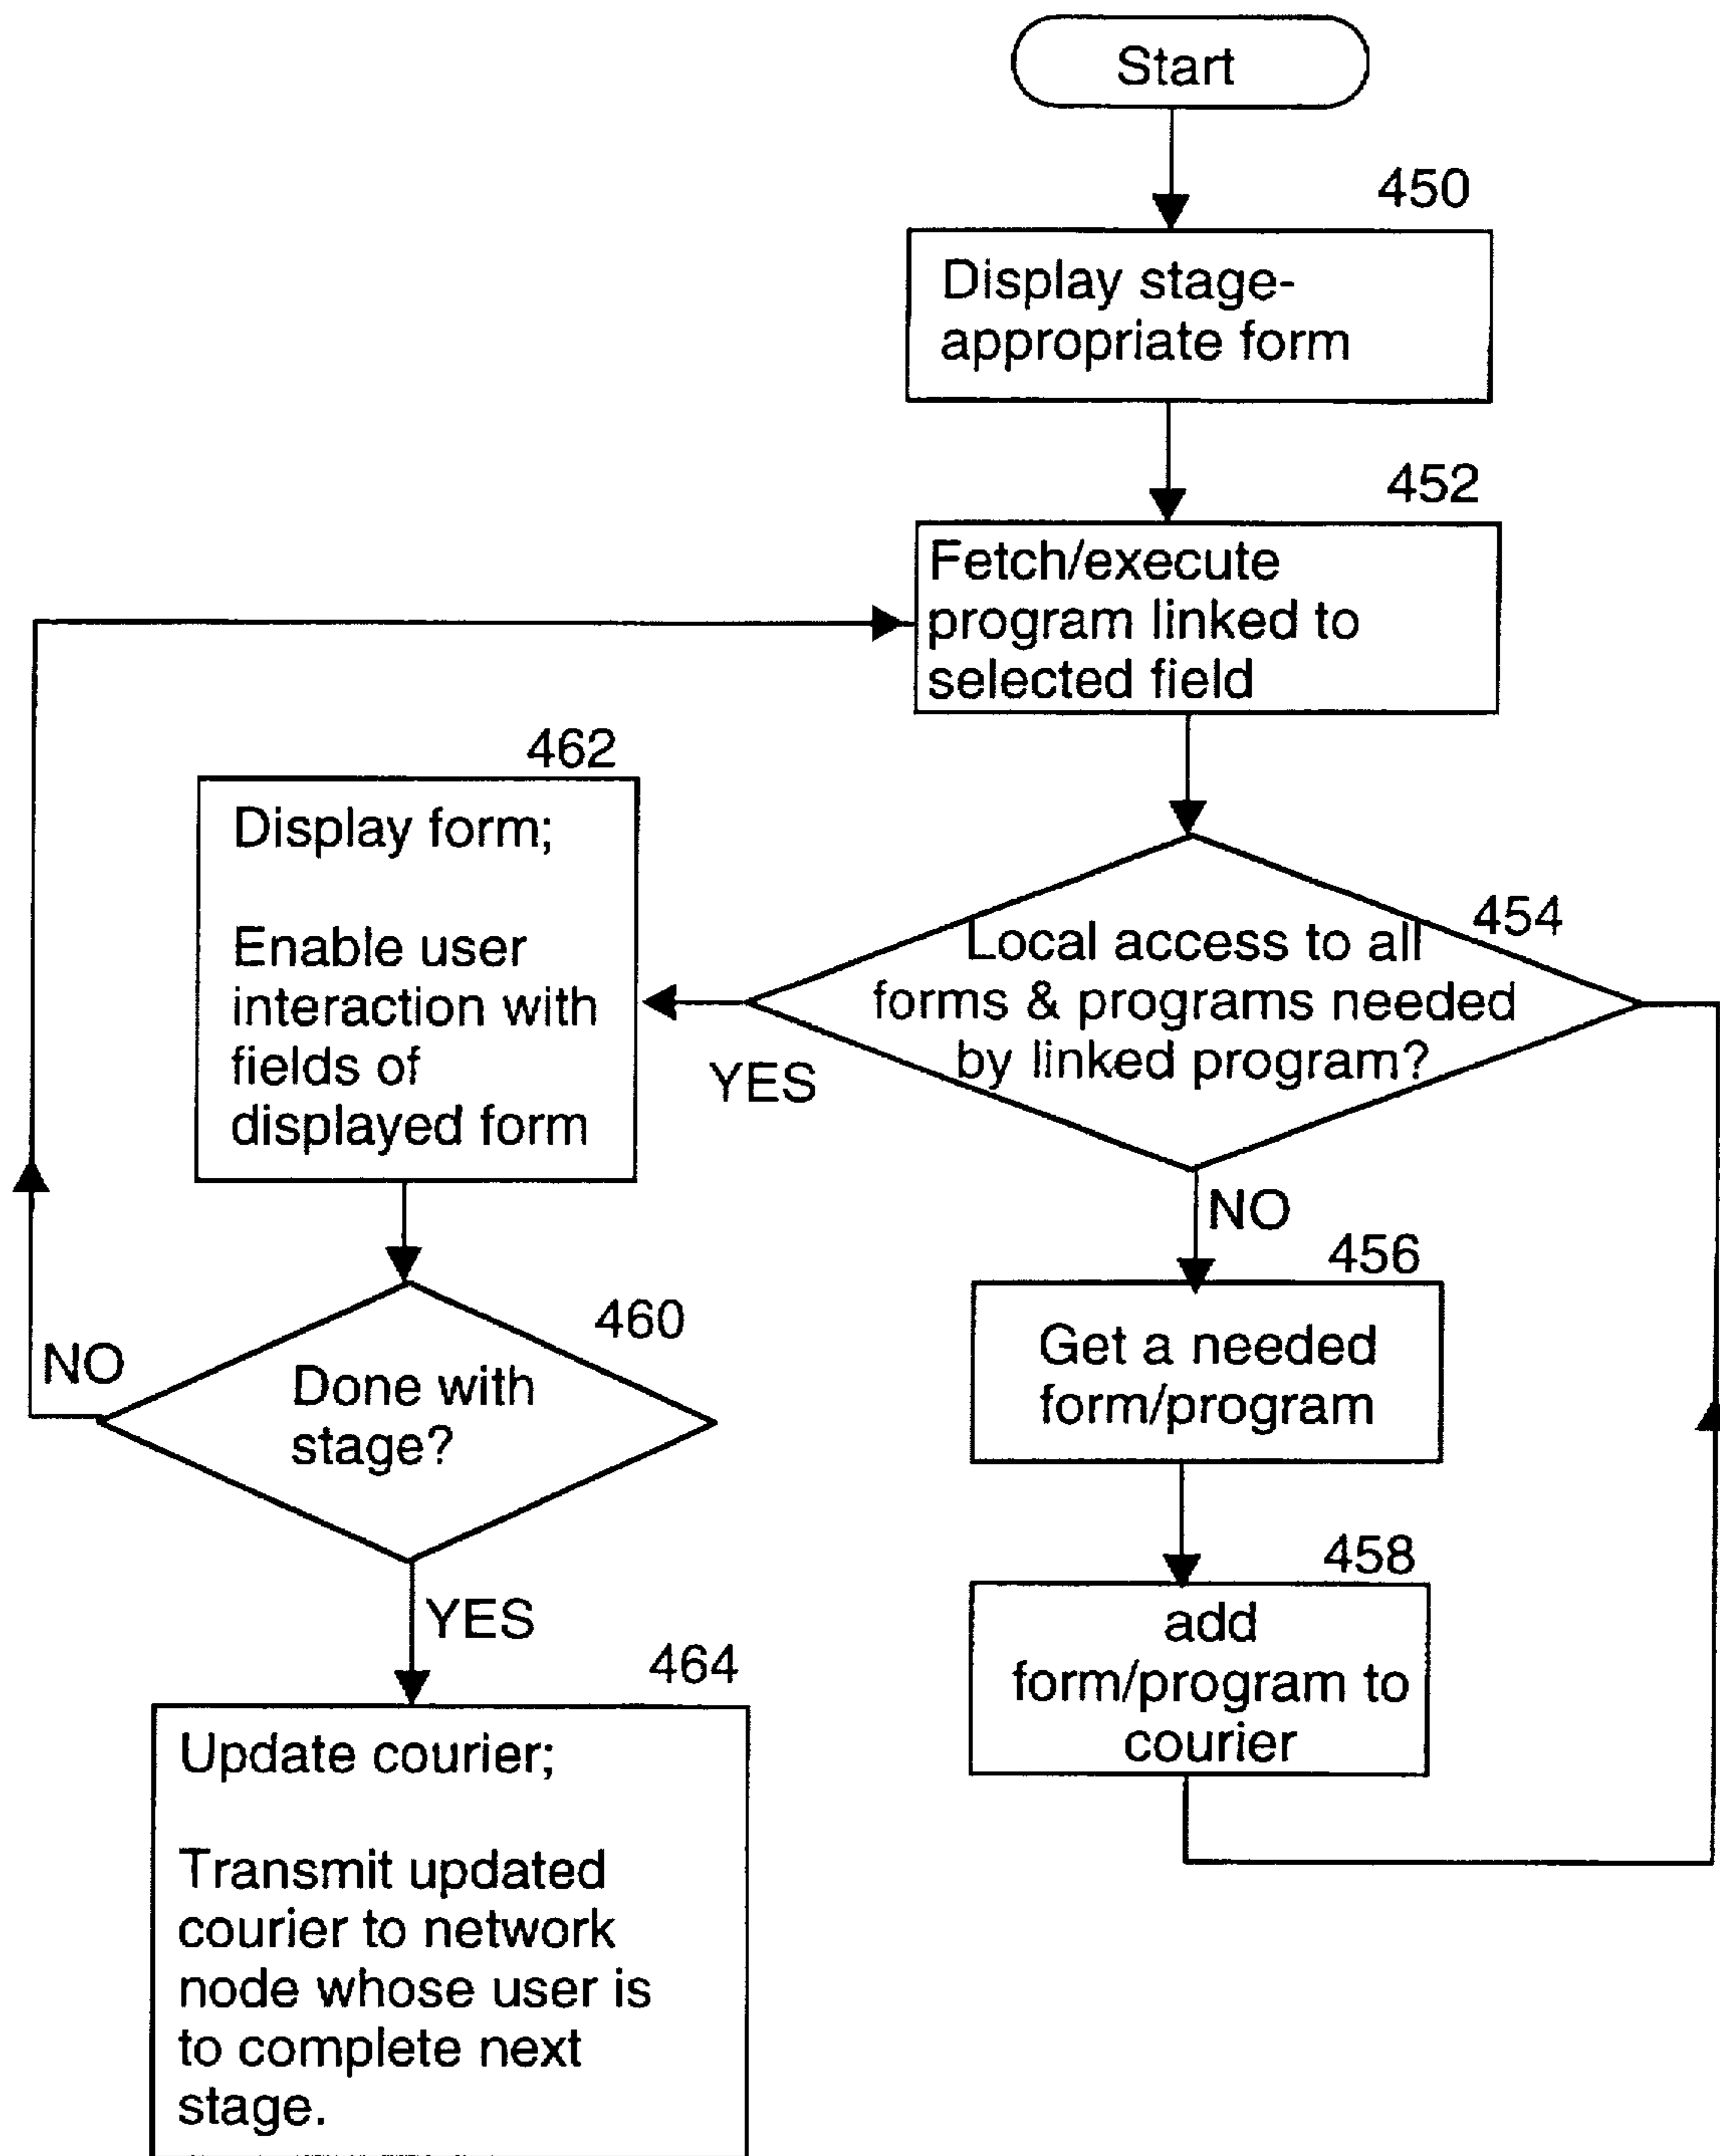 Start
450
Display stage-
appropriate form
452
Fetch/execute
program linked to
selected field
462
Display form;
Enable user
interaction with
fields of
displayed form
454
Local access to all
forms & programs needed
by linked program?
YES
NO
456
Get a needed
form/program
460
Done with
stage?
NO
458
add
form/program to
courier
YES
464
Update courier;
Transmit updated
courier to network
node whose user is
to complete next
stage.